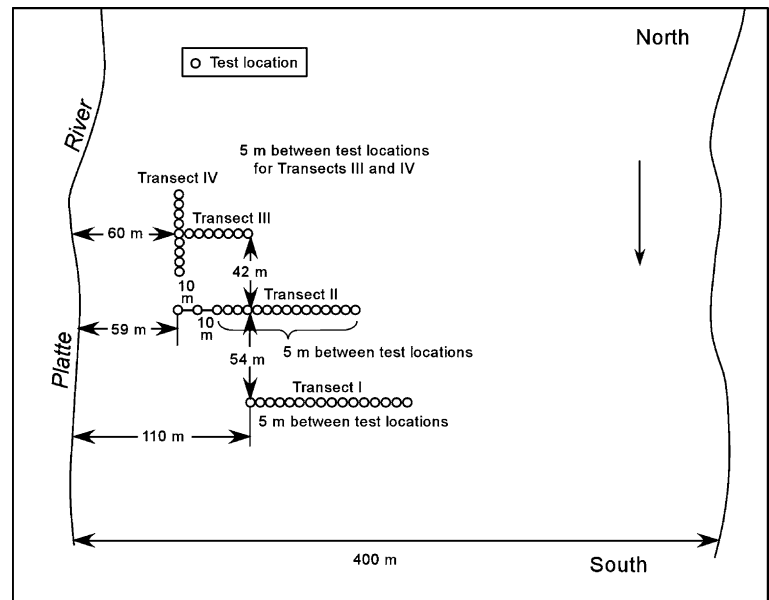 North
Test location
River
5 m between test locations
for Transects III and IV
Transect IV
Transect III
60 m
42 m
10
m
Transect II
10
m
59 m
Platte
5 m between test locations
54 m
Transect I
5 m between test locations
110 m
400 m
South